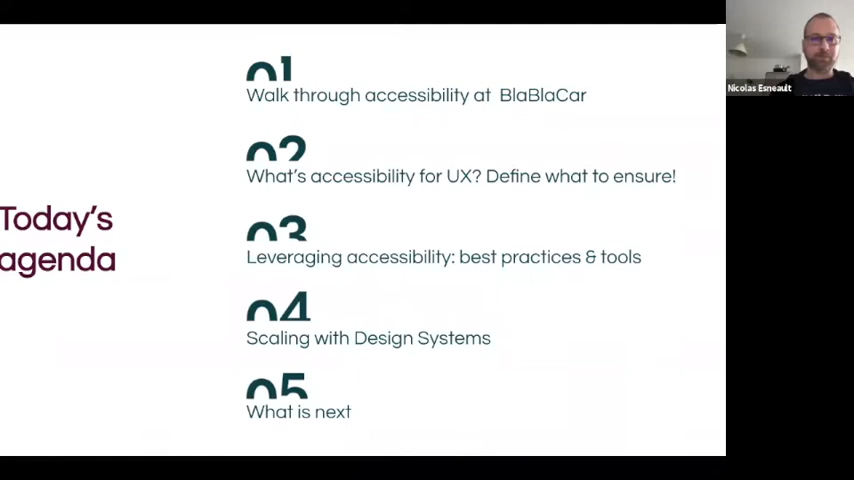 Today's
agenda
01
Walk through accessibility at BlaBlaCar
02
What's accessibility for UX? Define what to ensure!
03
Leveraging accessibility: best practices & tools
04
Scaling with Design Systems
05
What is next
Nicolas Esneault